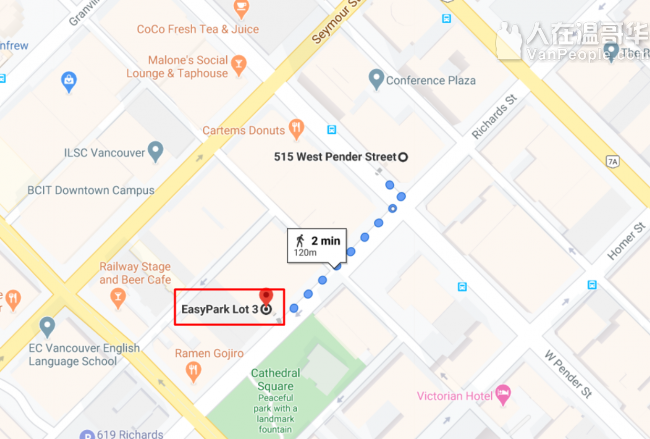 Granvill
CoCo Fresh Tea & Juice
Seymour S
人在温哥华
VanPeople.com
The R
enfrew
Malone's Social
Lounge & Taphouse
Conference Plaza
Richards St
Cartems Donuts
ILSC Vancouver
515 West Pender Street
7A
BCIT Downtown Campus
2 min
120m
Homer St
Railway Stage
and Beer Cafe
EasyPark Lot 3
EC Vancouver English
Language School
Ramen Gojiro
Cathedral
Square
Peaceful
park with a
landmark
fountain
W Pender St
Victorian Hotel
619 Richards